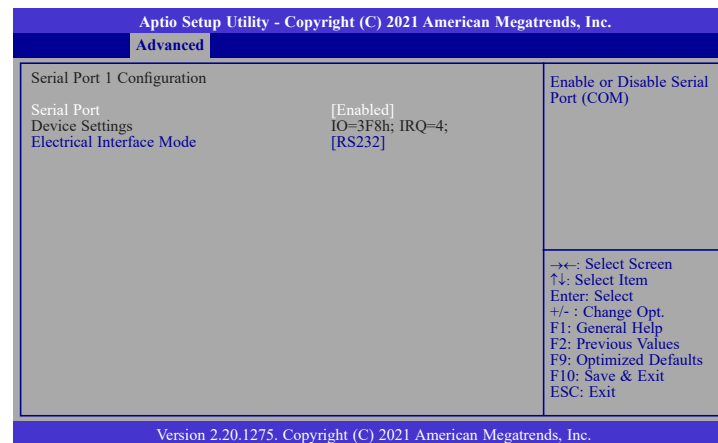 Aptio Setup Utility - Copyright (C) 2021 American Megatrends, Inc.
Advanced
Serial Port 1 Configuration
Serial Port [Enabled]
Device Settings IO=3F8h; IRQ=4;
Electrical Interface Mode [RS232]
Enable or Disable Serial
Port (COM)
→←: Select Screen
↑↓: Select Item
Enter: Select
+/- : Change Opt.
F1: General Help
F2: Previous Values
F9: Optimized Defaults
F10: Save & Exit
ESC: Exit
Version 2.20.1275. Copyright (C) 2021 American Megatrends, Inc.